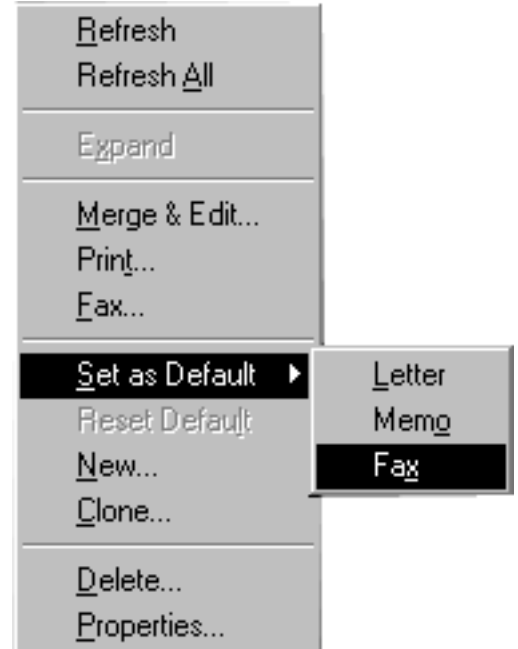 Refresh
Refresh All
Expand
Merge & Edit...
Print...
Fax...
Set as Default
Reset Default
New...
Clone...
Delete...
Properties...
Letter
Memo
Fax